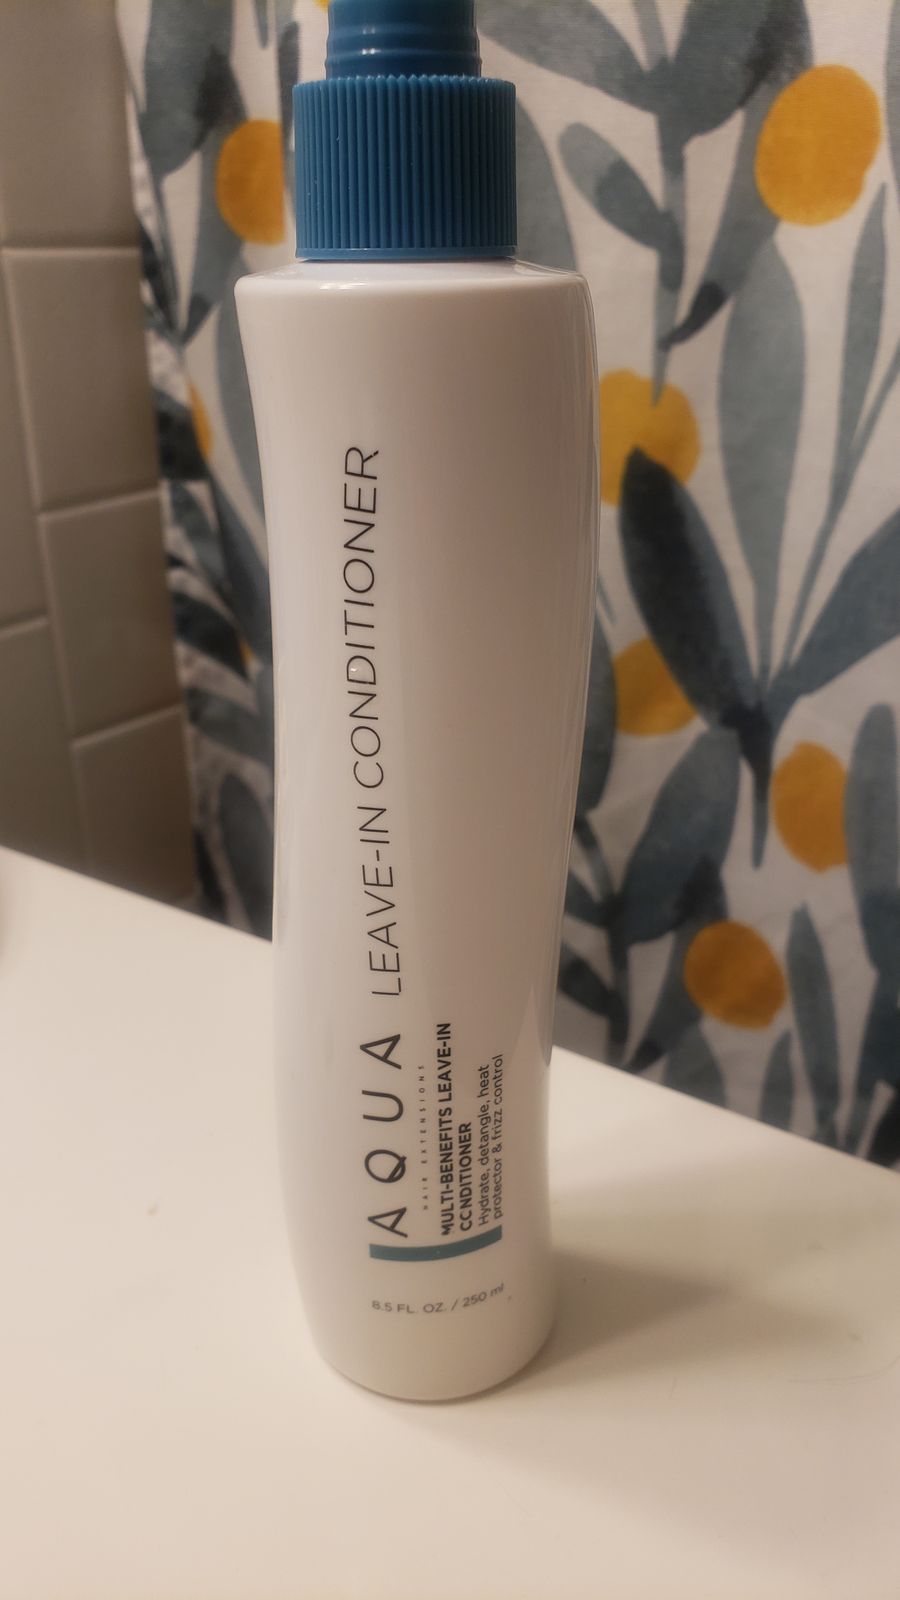 AQUA LEAVE-IN CONDITIONER
HAIR EXTENSIONS
MULTI-BENEFITS LEAVE-IN
CCNDITIONER
Hydrate, detangle, heat
protector & frizz control
8.5 FL. OZ. / 250 ml